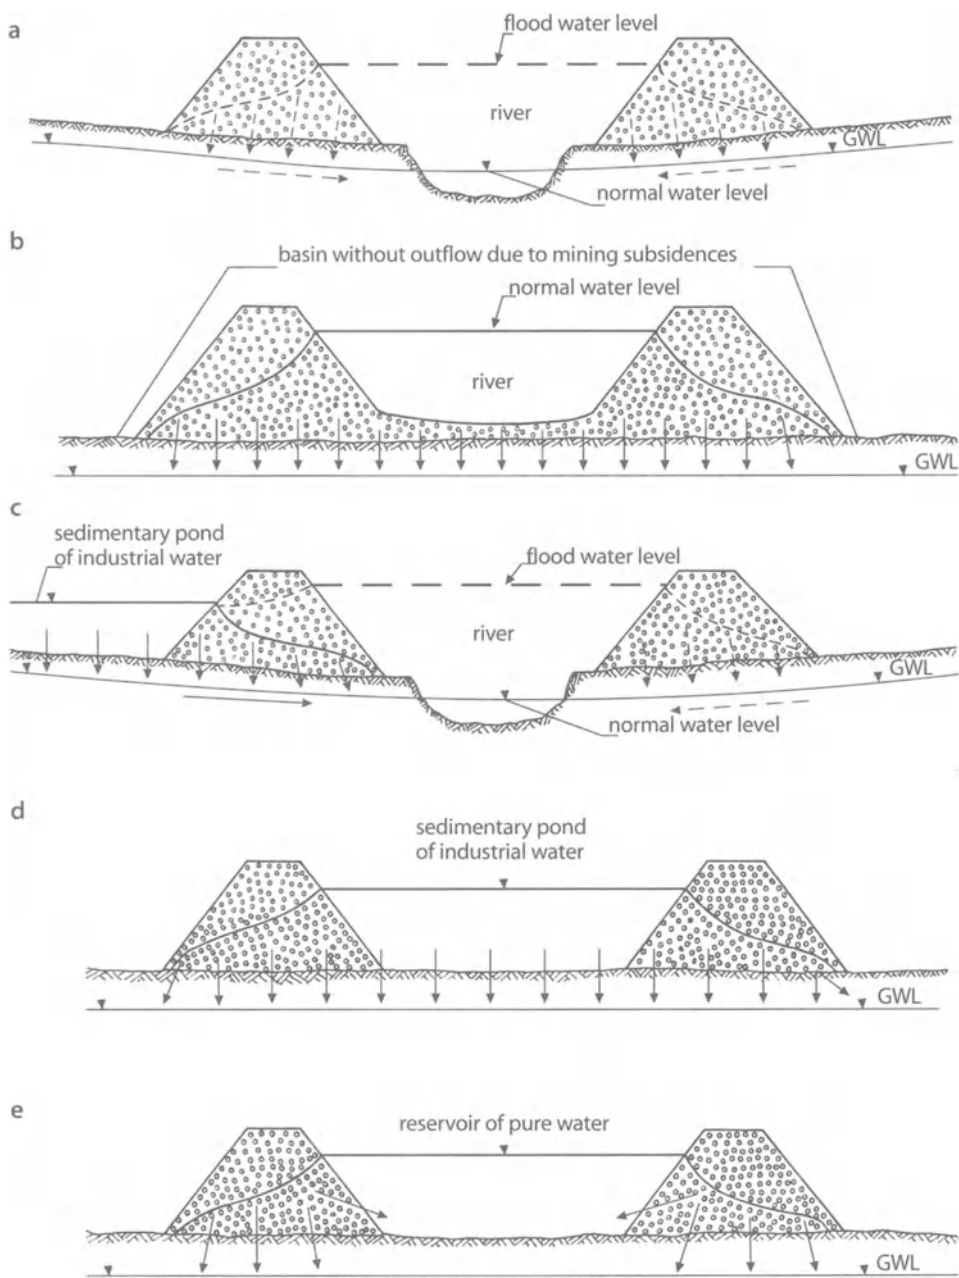 a
flood water level
river
GWL
normal water level
b
basin without outflow due to mining subsidences
normal water level
river
GWL
c
sedimentary pond
of industrial water
flood water level
river
GWL
normal water level
d
sedimentary pond
of industrial water
GWL
e
reservoir of pure water
GWL